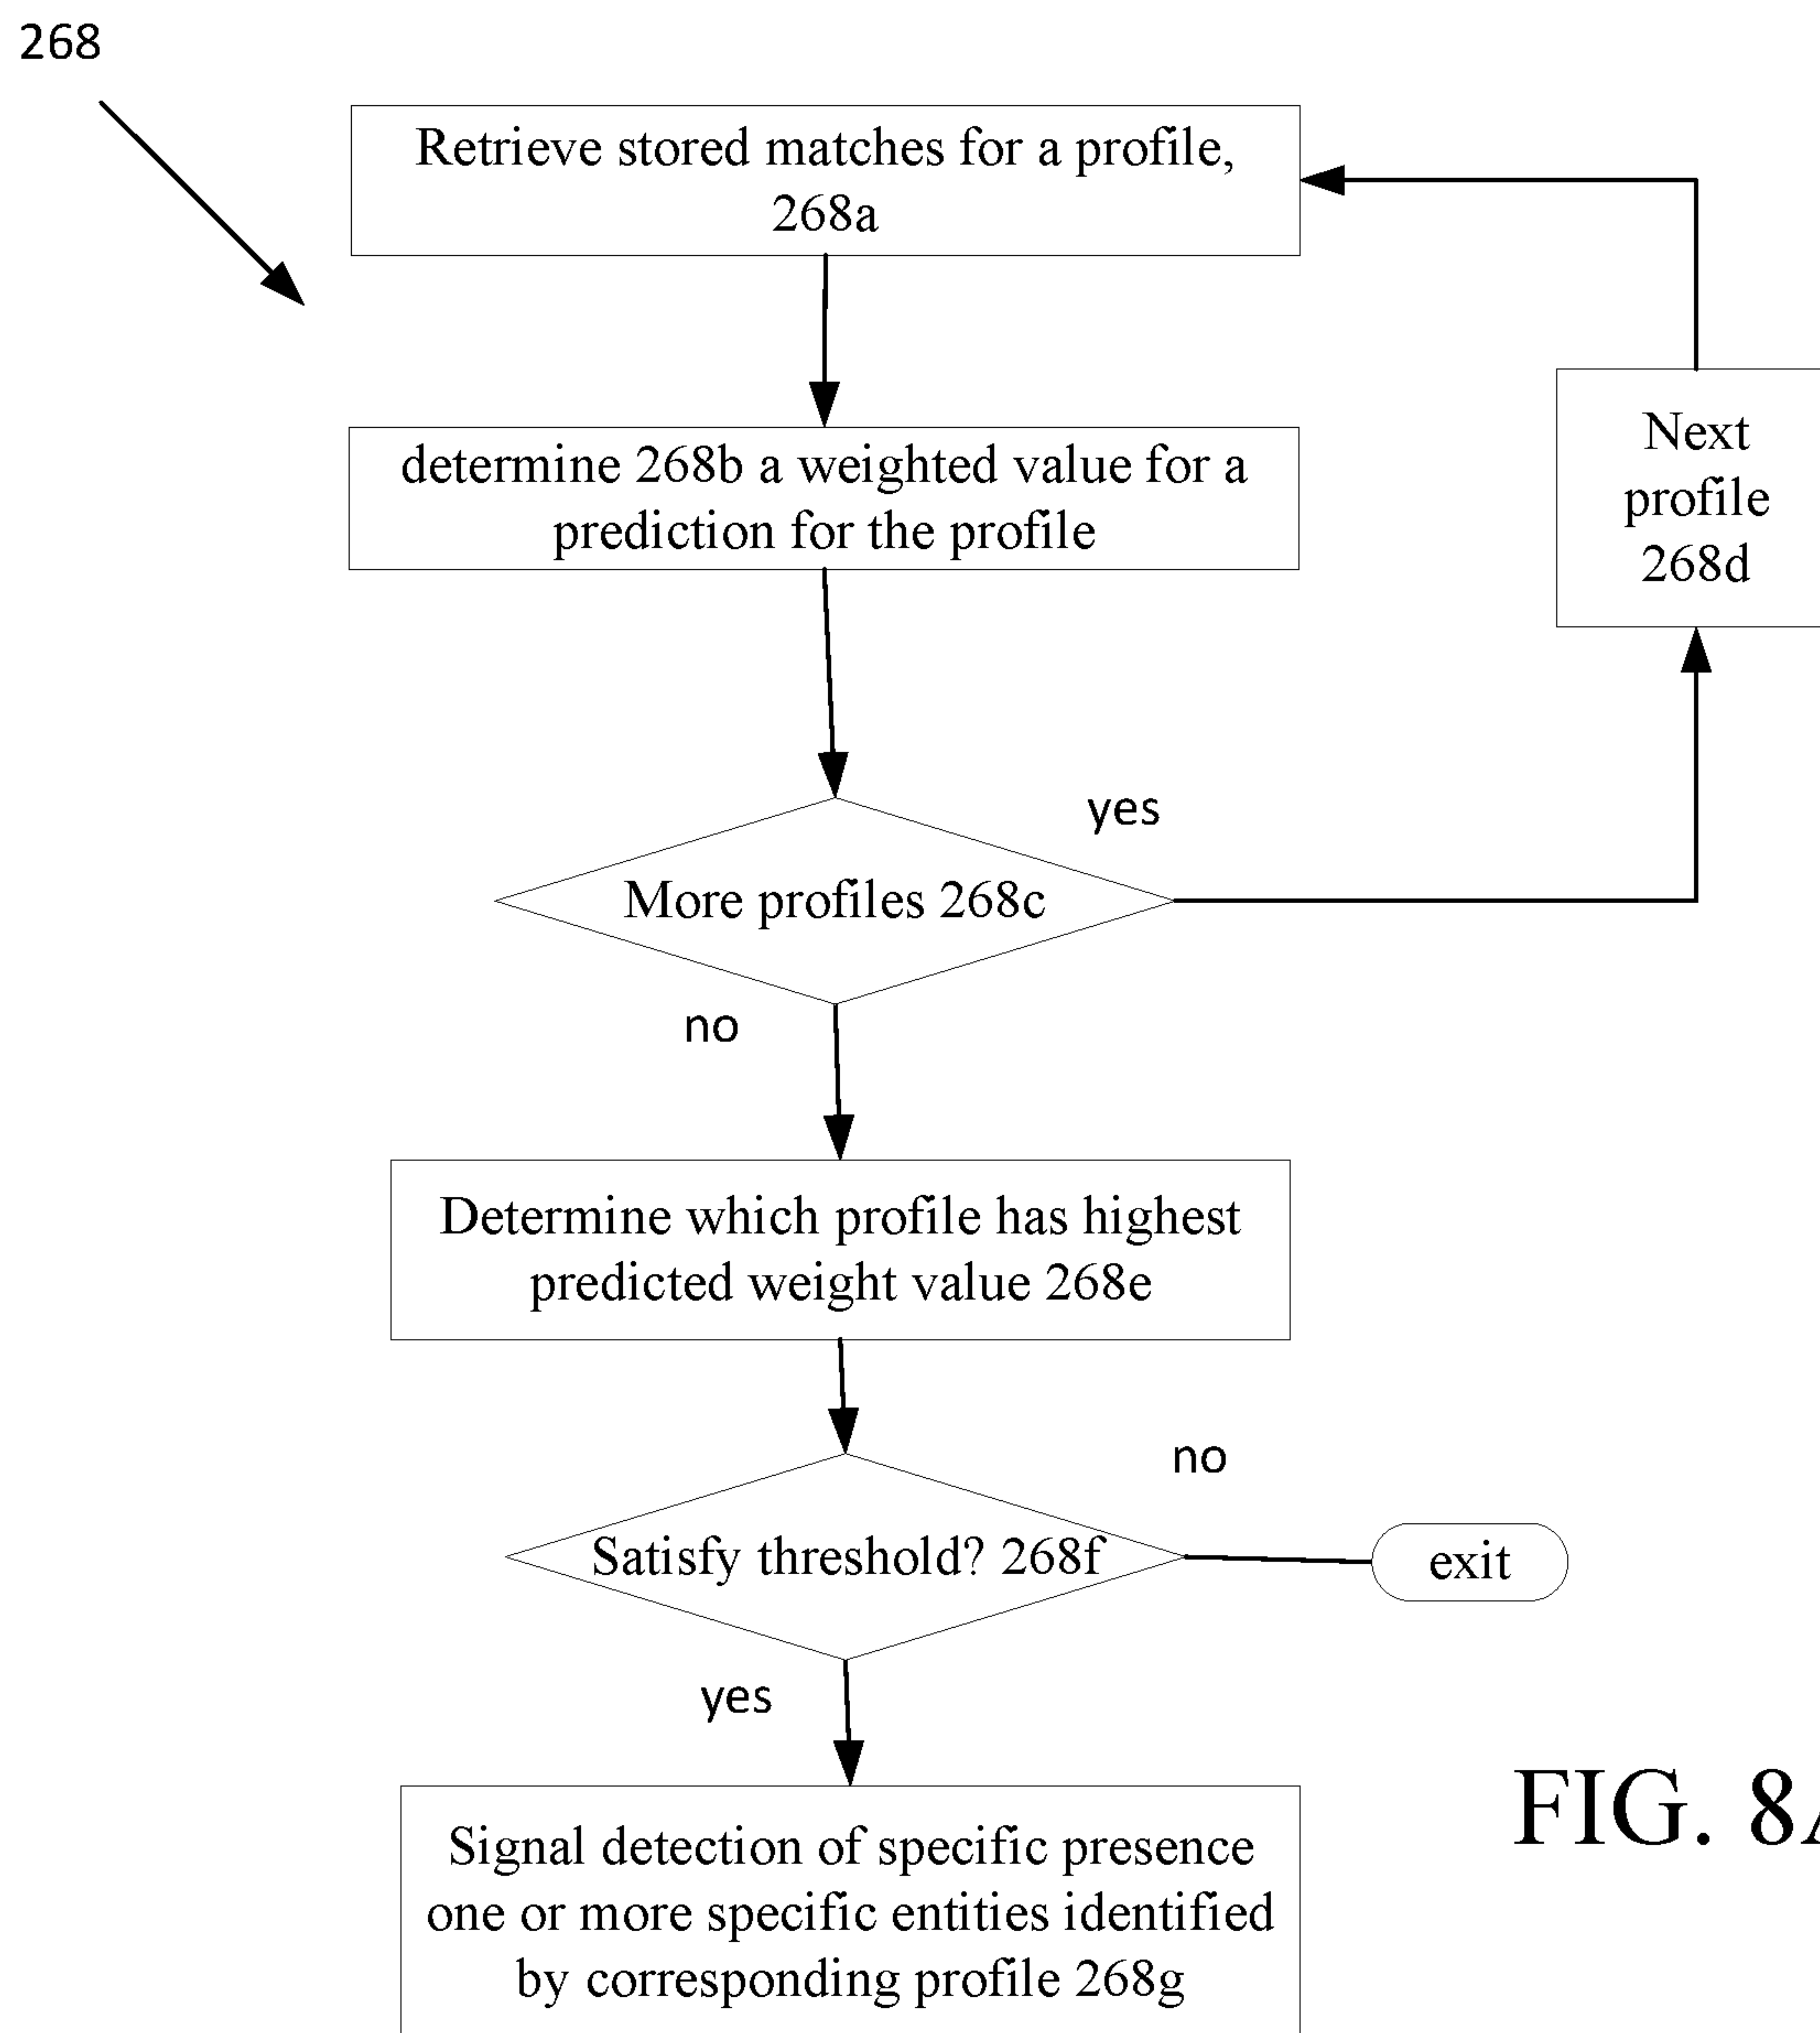 268
Retrieve stored matches for a profile,
268a
determine 268b a weighted value for a
prediction for the profile
Next
profile
268d
yes
More profiles 268c
no
Determine which profile has highest
predicted weight value 268e
no
Satisfy threshold? 268f
exit
yes
Signal detection of specific presence
one or more specific entities identified
by corresponding profile 268g
FIG. 8A